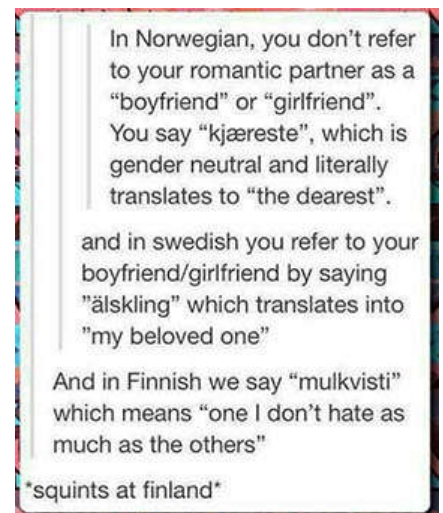 In Norwegian, you don’t refer
to your romantic partner as a
“boyfriend” or “girlfriend”.
You say “kjæreste”, which is
gender neutral and literally
translates to “the dearest”.
and in swedish you refer to your
boyfriend/girlfriend by saying
”älskling” which translates into
”my beloved one”
And in Finnish we say “mulkvisti”
which means “one I don’t hate as
much as the others”
*squints at finland*